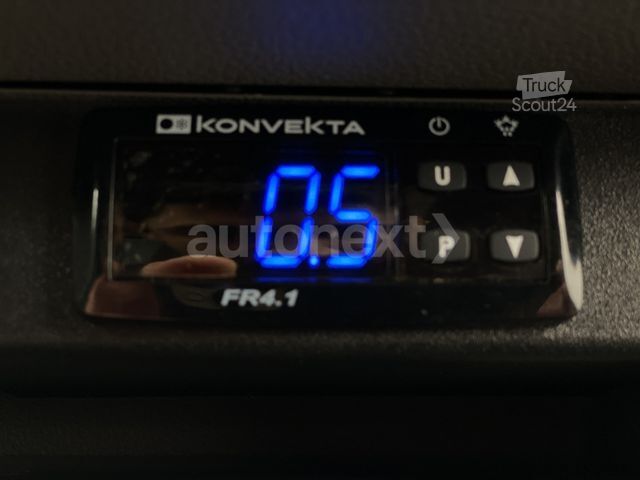 Truck
Scout24
KONVEKTA
U
0.5
autonext
P
FR4.1